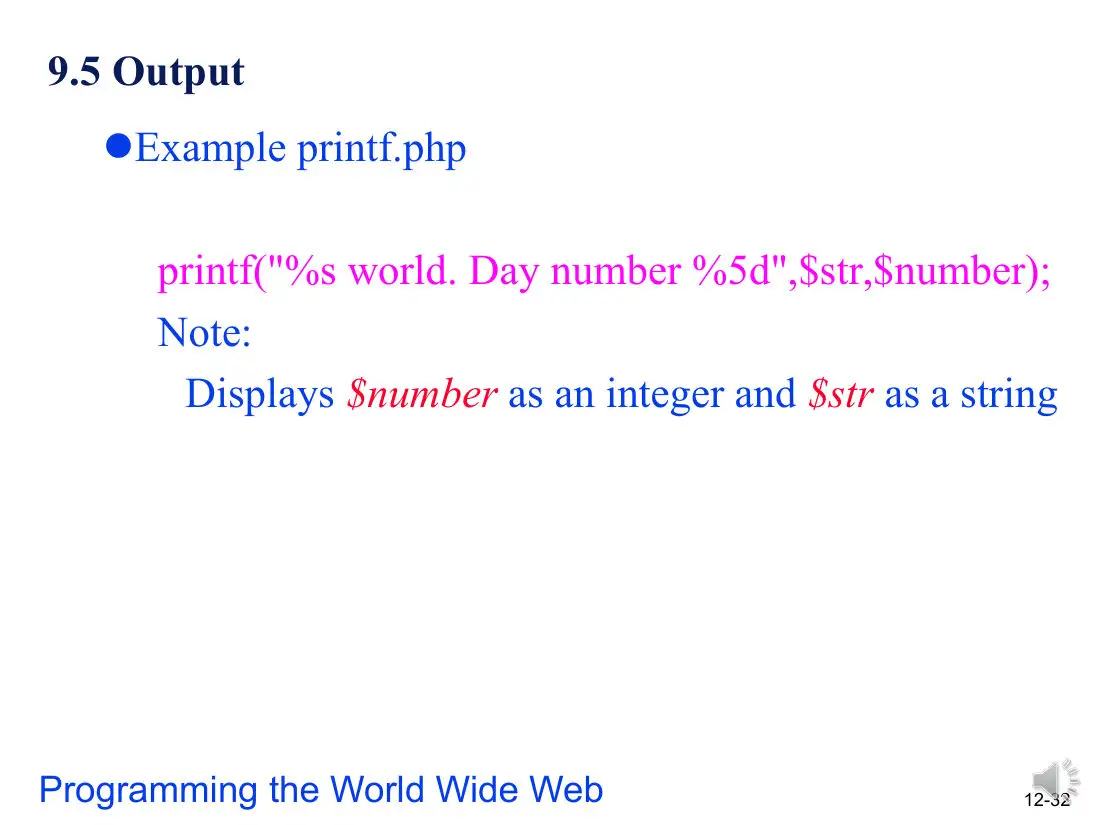 9.5 Output
●Example printf.php
printf("%s world. Day number %5d",$str,$number);
Note:
Displays $number as an integer and $str as a string
Programming the World Wide Web
12-32